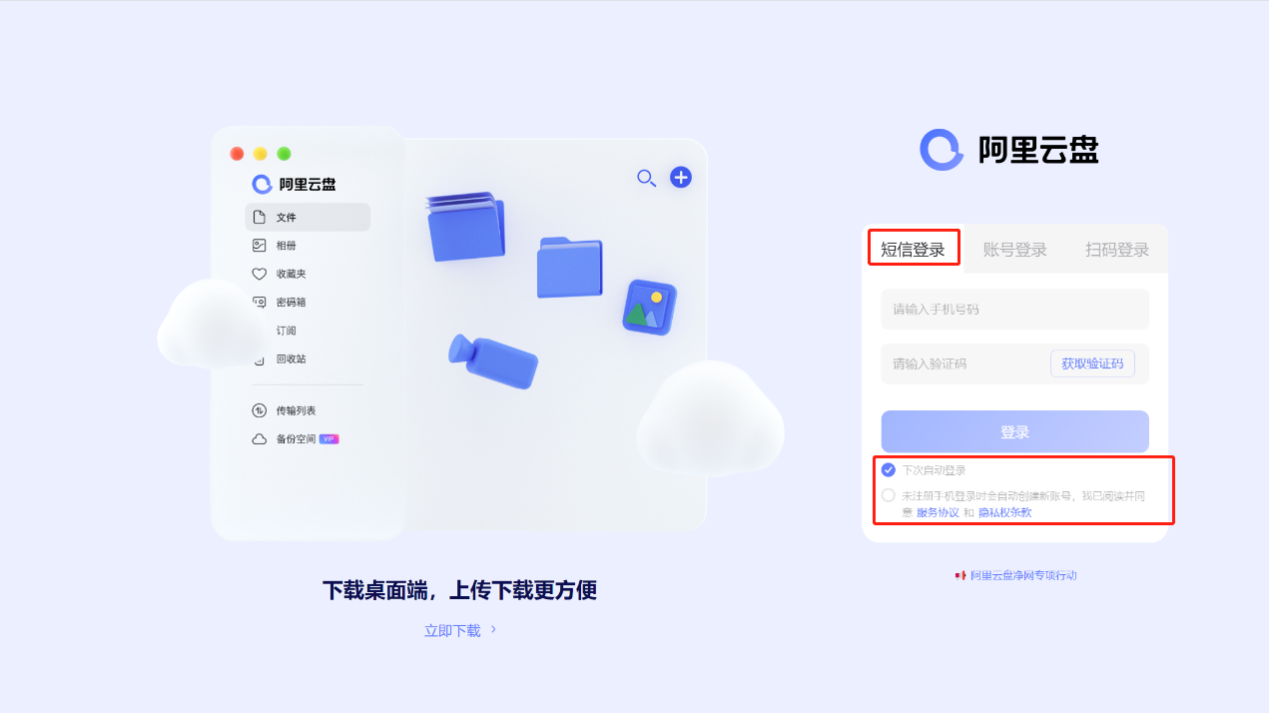 阿里云盘
文件
相册
收藏夹
密码箱
订阅
回收站
传输列表
备份空间 VIP
下载桌面端，上传下载更方便
立即下载 >
阿里云盘
短信登录 账号登录 扫码登录
请输入手机号码
请输入验证码 获取验证码
登录
下次自动登录
未注册手机登录时会自动创建新账号，我已阅读并同
意 服务协议 和 隐私权条款
阿里云盘净网专项行动